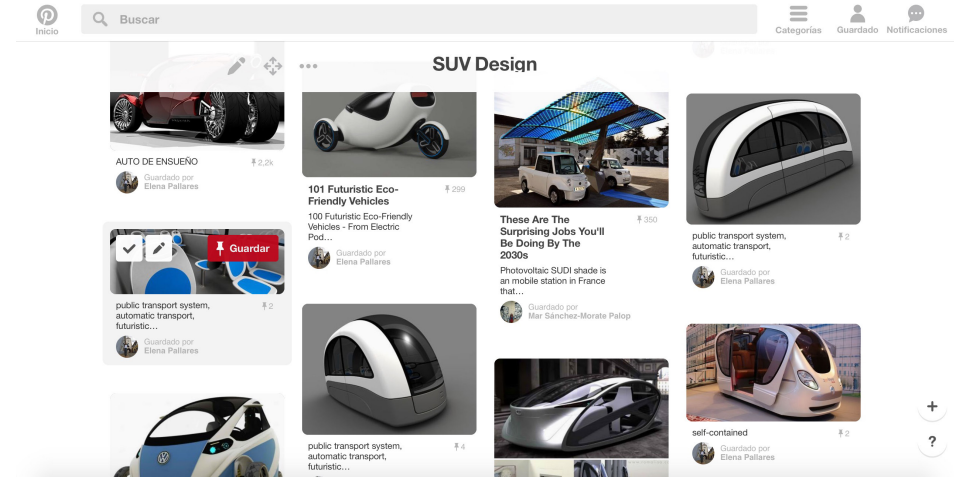 Buscar
Inicio
Categorías
Guardado
Notificaciones
SUV Design
AUTO DE ENSUEÑO
2,2k
Guardado por
Elena Pallares
Guardar
public transport system,
2
automatic transport,
futuristic…
Guardado por
Elena Pallares
101 Futuristic Eco-
299
Friendly Vehicles
100 Futuristic Eco-Friendly
Vehicles - From Electric
Pod…
Guardado por
Elena Pallares
public transport system,
4
automatic transport,
futuristic…
These Are The
350
Surprising Jobs You'll
Be Doing By The
2030s
Photovoltaic SUDI shade is
an mobile station in France
that…
Guardado por
Mar Sánchez-Morate Palop
public transport system,
2
automatic transport,
futuristic…
Guardado por
Elena Pallares
self-contained
2
Guardado por
Elena Pallares
+
?